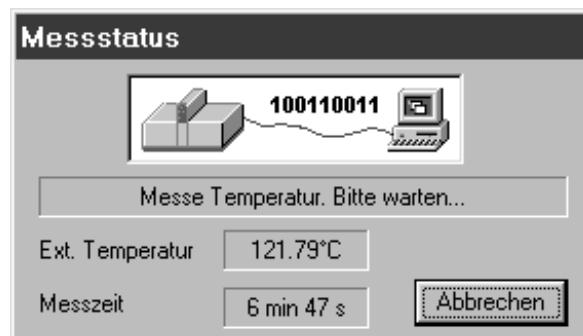 Messstatus
100110011
Messe Temperatur. Bitte warten...
Ext. Temperatur 121.79°C
Messzeit 6 min 47 s Abbrechen